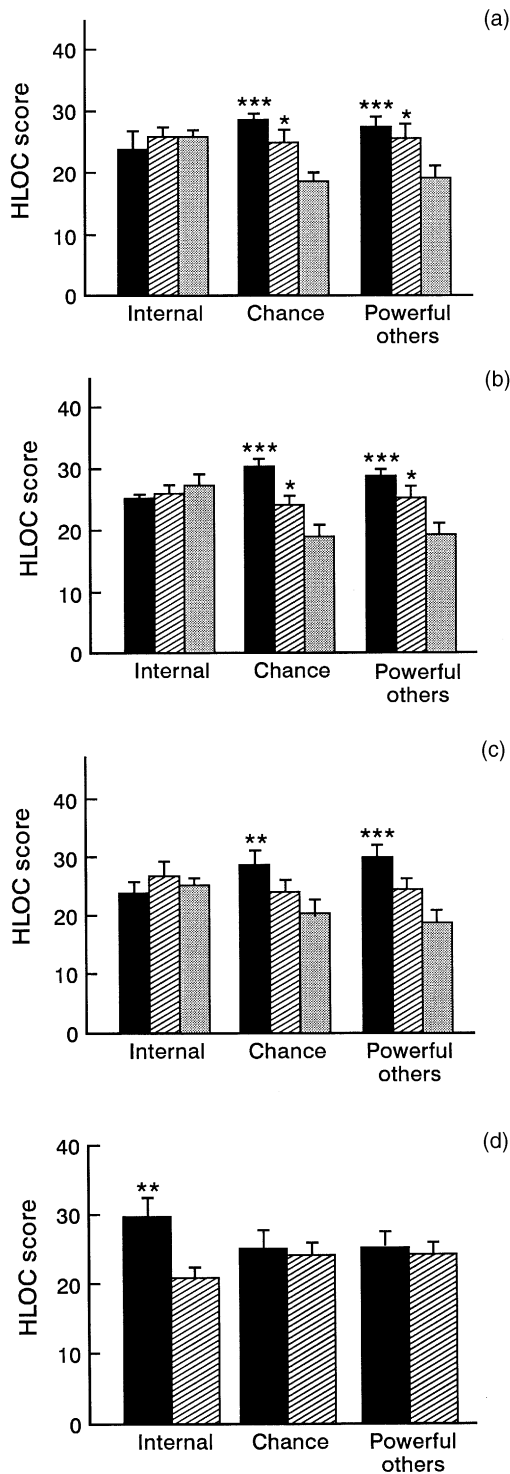 (a)
HLOC score
40
30
20
10
0
***
*
***
*
Internal
Chance
Powerful
others
(b)
HLOC score
40
30
20
10
0
***
*
***
*
Internal
Chance
Powerful
others
(c)
HLOC score
40
30
20
10
0
**
***
Internal
Chance
Powerful
others
(d)
HLOC score
40
30
20
10
0
**
Internal
Chance
Powerful
others